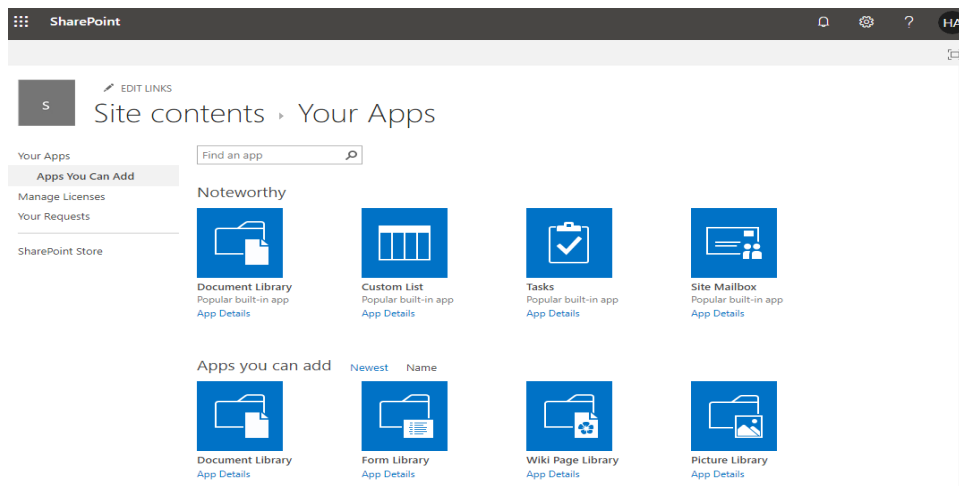 SharePoint
?
HA
EDIT LINKS
S
Site contents › Your Apps
Your Apps
Apps You Can Add
Manage Licenses
Your Requests
SharePoint Store
Find an app
Noteworthy
Document Library
Popular built-in app
App Details
Custom List
Popular built-in app
App Details
Tasks
Popular built-in app
App Details
Site Mailbox
Popular built-in app
App Details
Apps you can add Newest Name
Document Library
App Details
Form Library
App Details
Wiki Page Library
App Details
Picture Library
App Details